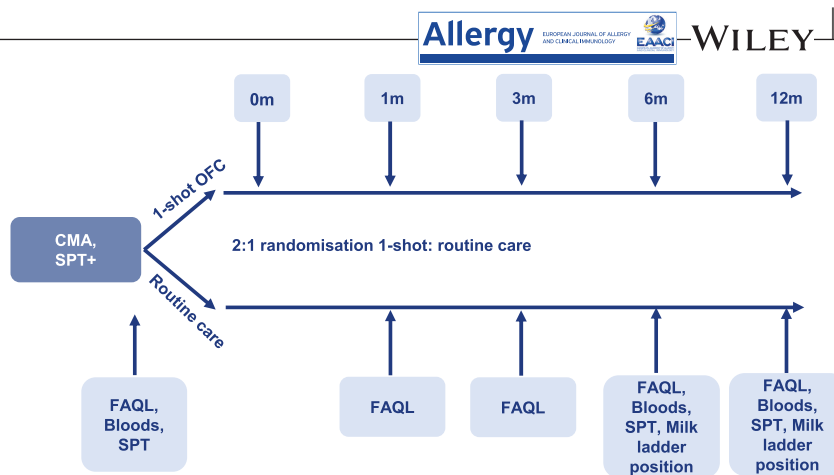 Allergy
EUROPEAN JOURNAL OF ALLERGY
AND CLINICAL IMMUNOLOGY
EAACI
WILEY
0m
1m
3m
6m
12m
1-shot OFC
CMA,
SPT+
2:1 randomisation 1-shot: routine care
Routine care
FAQL,
Bloods,
SPT
FAQL
FAQL
FAQL,
Bloods,
SPT, Milk
ladder
position
FAQL,
Bloods,
SPT, Milk
ladder
position